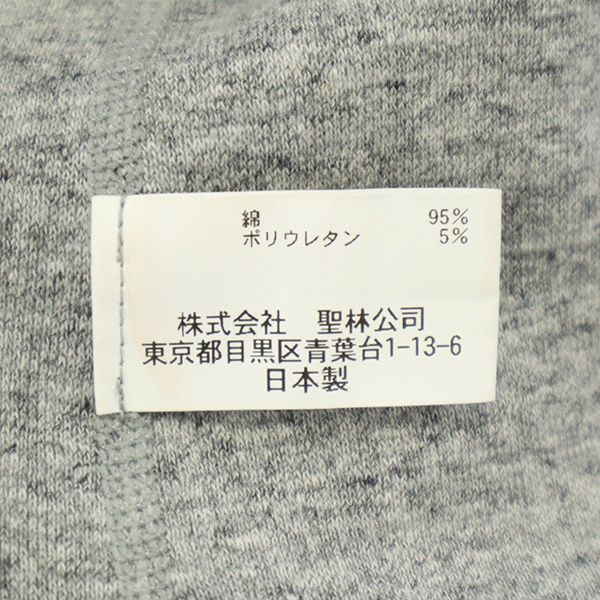 綿 95%
ポリウレタン 5%
株式会社 聖林公司
東京都目黒区青葉台1-13-6
日本製